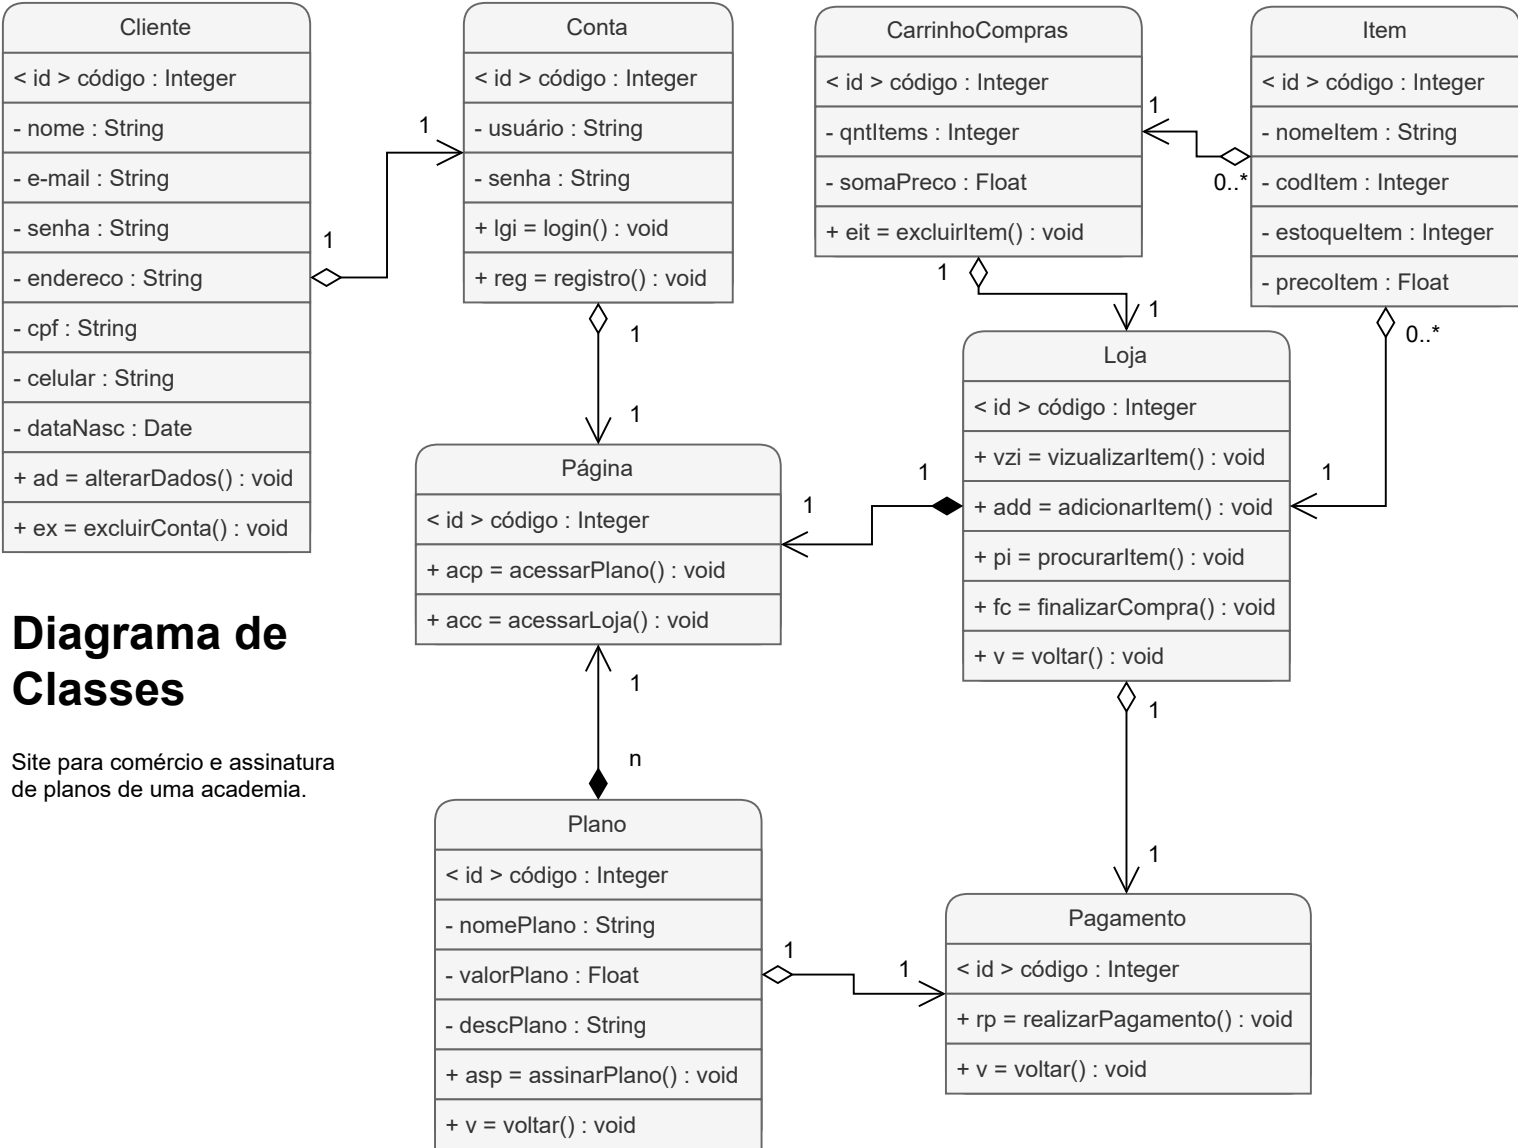 Cliente
< id > código : Integer
- nome : String
- e-mail : String
- senha : String
- endereco : String
- cpf : String
- celular : String
- dataNasc : Date
+ ad = alterarDados() : void
+ ex = excluirConta() : void
1
1
Conta
< id > código : Integer
- usuário : String
- senha : String
+ lgi = login() : void
+ reg = registro() : void
1
1
CarrinhoCompras
< id > código : Integer
- qntItems : Integer
- somaPreco : Float
+ eit = excluirItem() : void
1
0..*
Item
< id > código : Integer
- nomeItem : String
- codItem : Integer
- estoqueItem : Integer
- precoItem : Float
1
1
0..*
1
Loja
< id > código : Integer
+ vzi = vizualizarItem() : void
+ add = adicionarItem() : void
+ pi = procurarItem() : void
+ fc = finalizarCompra() : void
+ v = voltar() : void
1
1
Página
< id > código : Integer
+ acp = acessarPlano() : void
+ acc = acessarLoja() : void
1
n
1
1
Diagrama de
Classes
Site para comércio e assinatura
de planos de uma academia.
Plano
< id > código : Integer
- nomePlano : String
- valorPlano : Float
- descPlano : String
+ asp = assinarPlano() : void
+ v = voltar() : void
1
1
Pagamento
< id > código : Integer
+ rp = realizarPagamento() : void
+ v = voltar() : void